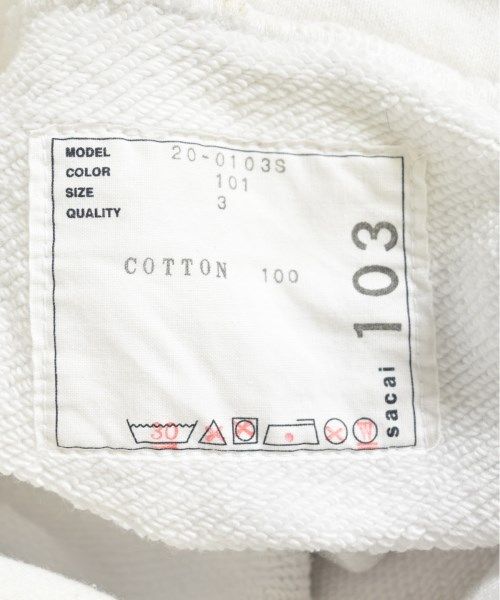 MODEL 20-0103S
COLOR 101
SIZE 3
QUALITY
COTTON 100
30
sacai 103